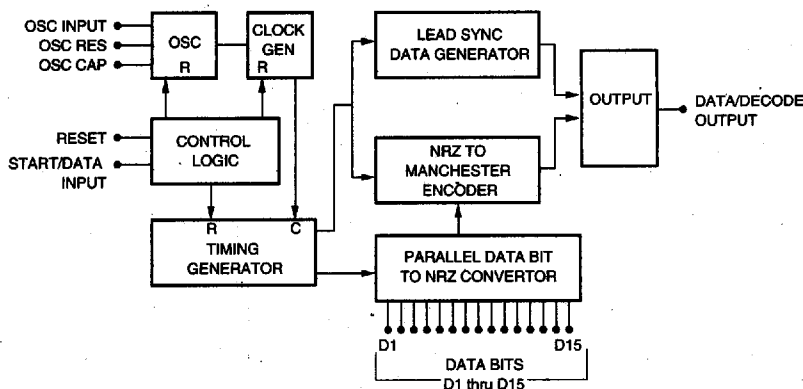 OSC INPUT
OSC RES
OSC CAP
OSC
R
CLOCK
GEN
R
LEAD SYNC
DATA GENERATOR
OUTPUT
DATA/DECODE
OUTPUT
RESET
START/DATA
INPUT
CONTROL
LOGIC
NRZ TO
MANCHESTER
ENCODER
R
C
TIMING
GENERATOR
PARALLEL DATA BIT
TO NRZ CONVERTOR
D1
D15
DATA BITS
D1 thru D15